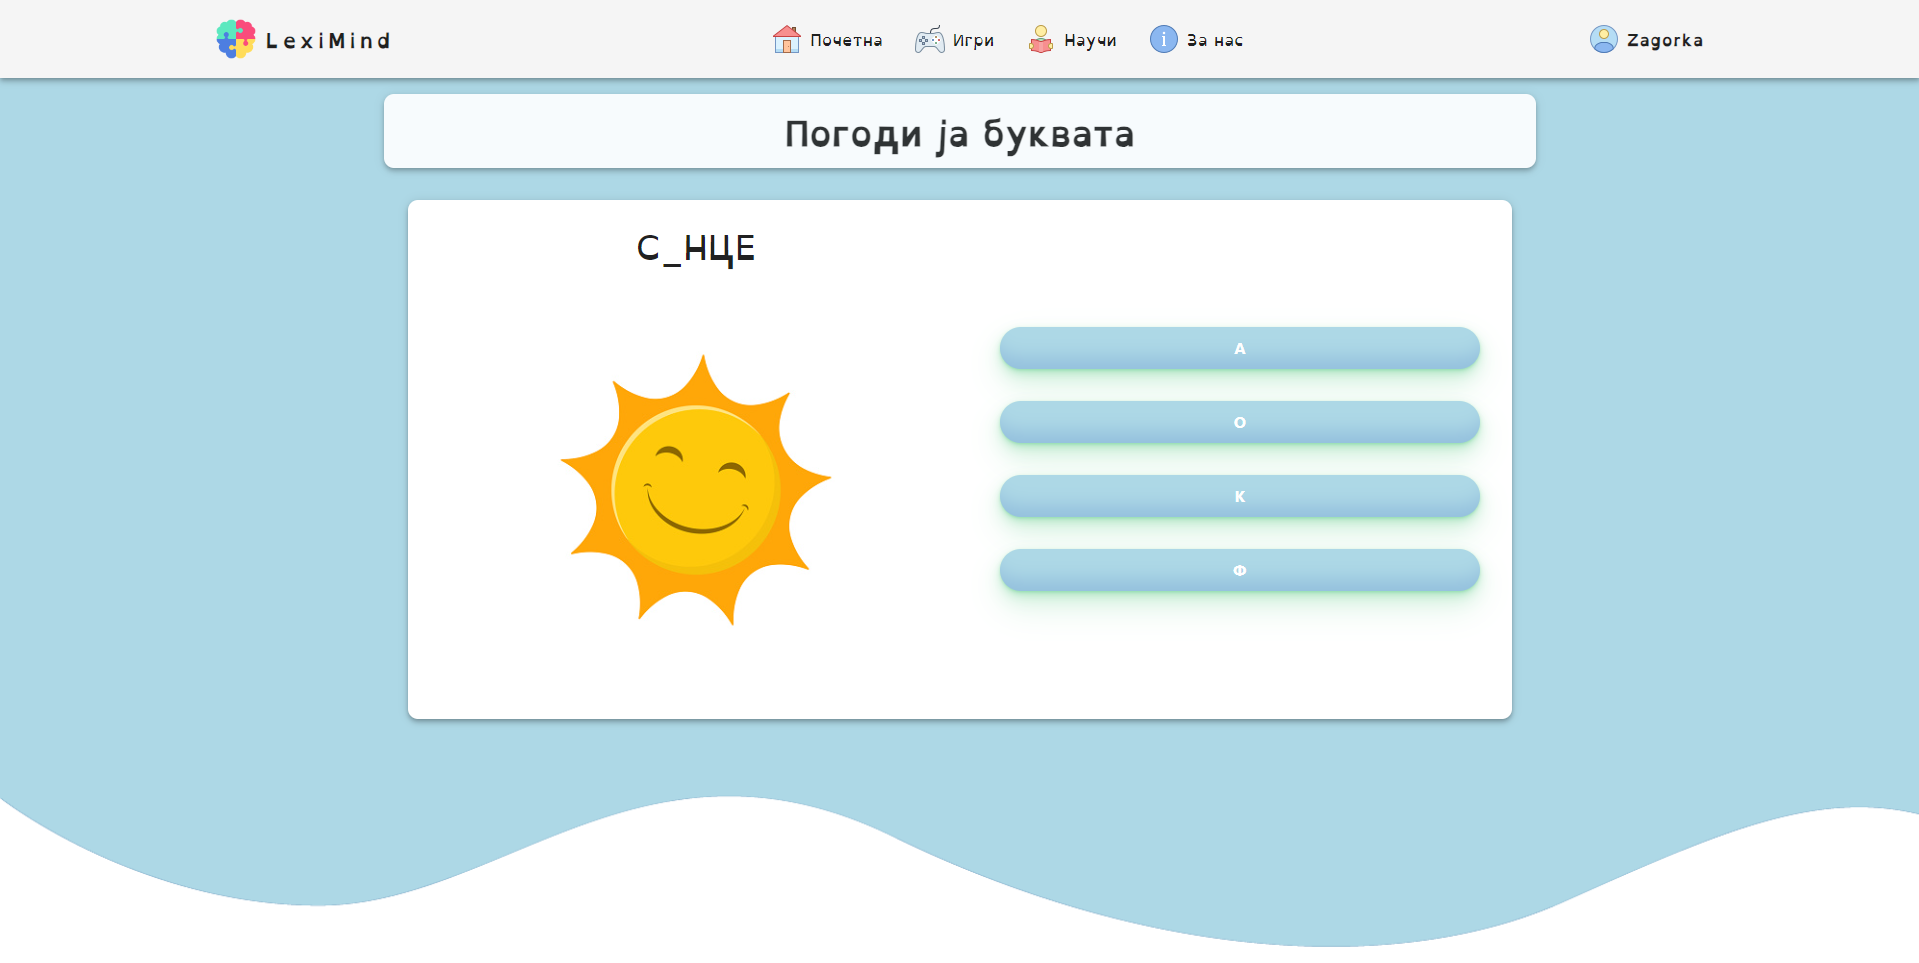 LexiMind
Почетна
Игри
Научи
За нас
Zagorka
Погоди ја буквата
С_НЦЕ
А
О
К
Ф